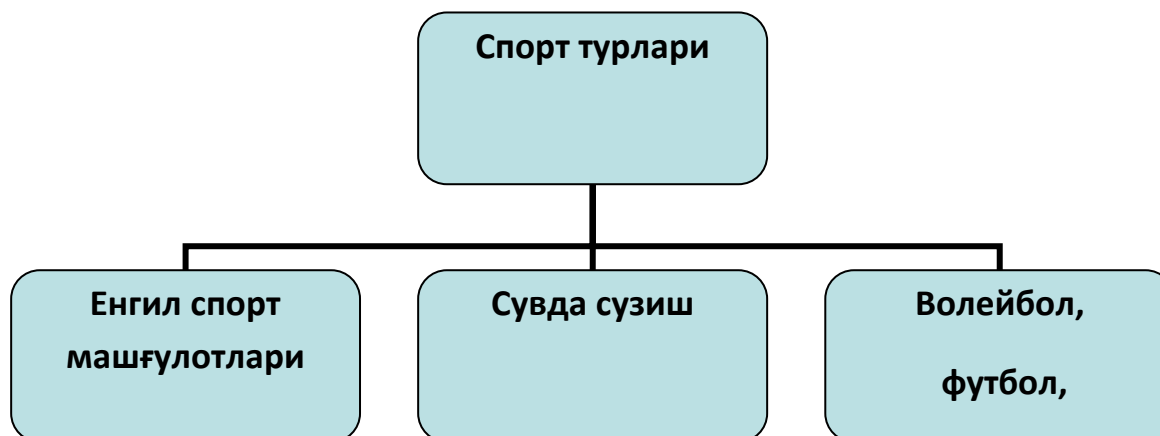 Спорт турлари
Енгил спорт
машғулотлари
Сувда сузиш
Волейбол,
футбол,